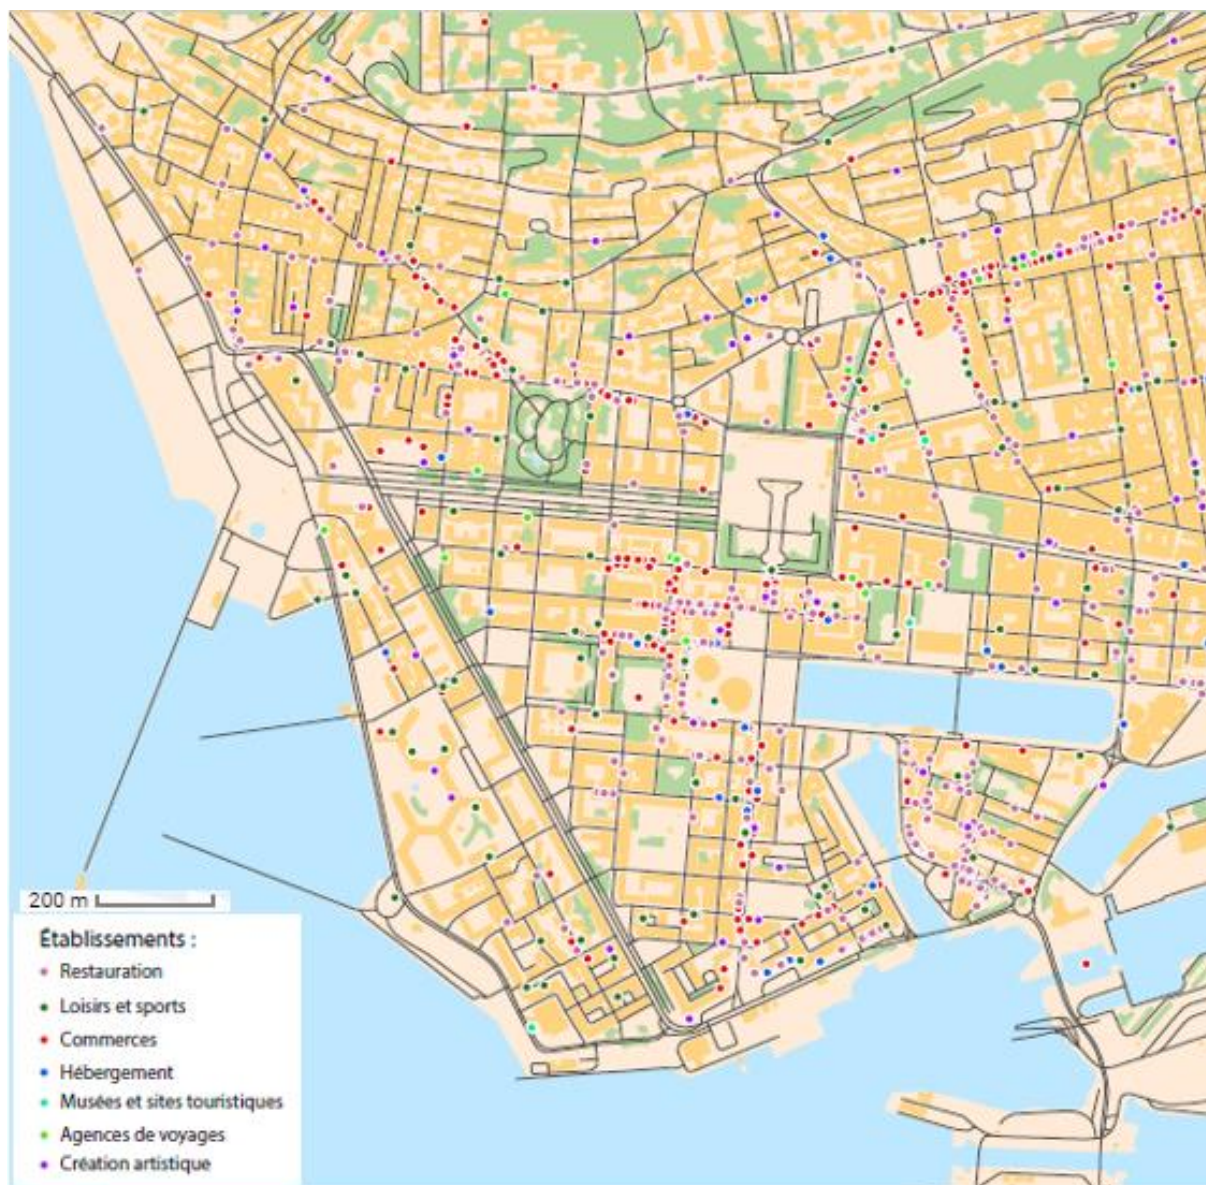 200 m
Établissements :
Restauration
Loisirs et sports
Commerces
Hébergement
Musées et sites touristiques
Agences de voyages
Création artistique